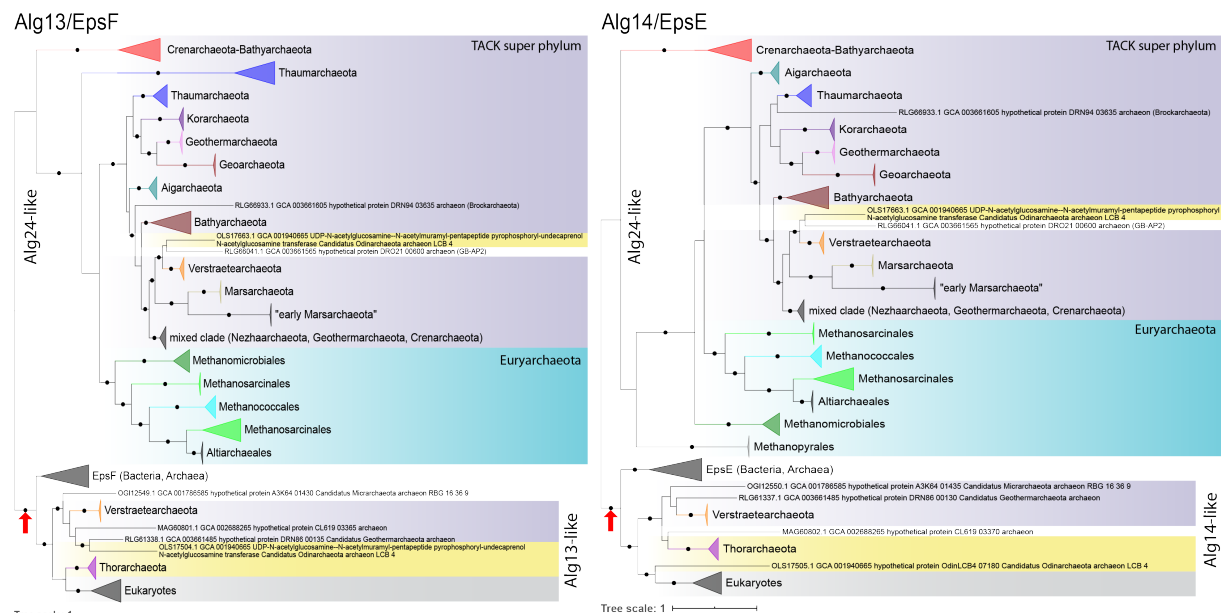 Alg13/EpsF
TACK super phylum
Crenarchaeota-Bathyarchaeota
Thaumarchaeota
Thaumarchaeota
Korarchaeota
Geothermarchaeota
Geoarchaeota
Aigarchaeota
RLG66933.1 GCA 003661605 hypothetical protein DRN94 03635 archaeon (Brockarchaeota)
Bathyarchaeota
OLS17663.1 GCA 001940665 UDP-N-acetylglucosamine--N-acetylmuramyl-pentapeptide pyrophosphoryl-undecaprenol
N-acetylglucosamine transferase Candidatus Odinarchaeota archaeon LCB 4
RLG66041.1 GCA 003661565 hypothetical protein DRO21 00600 archaeon (GB-AP2)
Verstraetearchaeota
Marsarchaeota
"early Marsarchaeota"
mixed clade (Nezhaarchaeota, Geothermarchaeota, Crenarchaeota)
Alg24-like
Euryarchaeota
Methanomicrobiales
Methanosarcinales
Methanococcales
Methanosarcinales
Altiarchaeales
EpsF (Bacteria, Archaea)
OGI12549.1 GCA 001786585 hypothetical protein A3K64 01430 Candidatus Micrarchaeota archaeon RBG 16 36 9
Verstraetearchaeota
MAG60801.1 GCA 002688265 hypothetical protein CL619 03365 archaeon
RLG61338.1 GCA 003661485 hypothetical protein DRN86 00135 Candidatus Geothermarchaeota archaeon
OLS17504.1 GCA 001940665 UDP-N-acetylglucosamine--N-acetylmuramyl-pentapeptide pyrophosphoryl-undecaprenol
N-acetylglucosamine transferase Candidatus Odinarchaeota archaeon LCB 4
Thorarchaeota
Eukaryotes
Alg13-like
Alg14/EpsE
TACK super phylum
Crenarchaeota-Bathyarchaeota
Aigarchaeota
Thaumarchaeota
RLG66933.1 GCA 003661605 hypothetical protein DRN94 03635 archaeon (Brockarchaeota)
Korarchaeota
Geothermarchaeota
Geoarchaeota
Bathyarchaeota
OLS17663.1 GCA 001940665 UDP-N-acetylglucosamine--N-acetylmuramyl-pentapeptide pyrophosphoryl
N-acetylglucosamine transferase Candidatus Odinarchaeota archaeon LCB 4
RLG66041.1 GCA 003661565 hypothetical protein DRO21 00600 archaeon (GB-AP2)
Verstraetearchaeota
Marsarchaeota
"early Marsarchaeota"
mixed clade (Nezhaarchaeota, Geothermarchaeota, Crenarchaeota)
Alg24-like
Euryarchaeota
Methanosarcinales
Methanococcales
Methanosarcinales
Altiarchaeales
Methanomicrobiales
Methanopyrales
EpsE (Bacteria, Archaea)
OGI12550.1 GCA 001786585 hypothetical protein A3K64 01435 Candidatus Micrarchaeota archaeon RBG 16 36 9
RLG61337.1 GCA 003661485 hypothetical protein DRN86 00130 Candidatus Geothermarchaeota archaeon
Verstraetearchaeota
MAG60802.1 GCA 002688265 hypothetical protein CL619 03370 archaeon
Thorarchaeota
OLS17505.1 GCA 001940665 hypothetical protein OdinLCB4 07180 Candidatus Odinarchaeota archaeon LCB 4
Eukaryotes
Alg14-like
Tree scale: 1